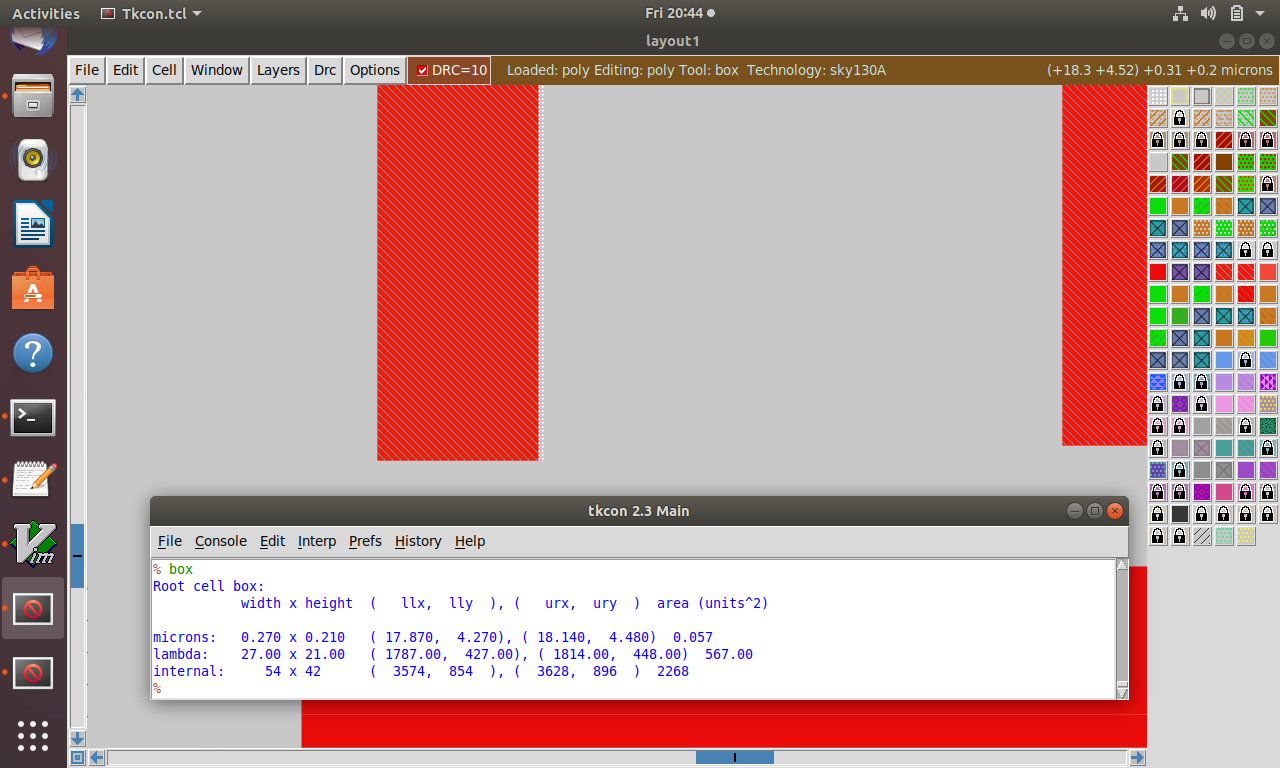 Activities Tkcon.tcl Fri 20:44
layout1
File Edit Cell Window Layers Drc Options DRC=10 Loaded: poly Editing: poly Tool: box Technology: sky130A (+18.3 +4.52) +0.31 +0.2 microns
tkcon 2.3 Main
File Console Edit Interp Prefs History Help
% box
Root cell box:
width x height ( llx, lly ), ( urx, ury ) area (units^2)
microns: 0.270 x 0.210 ( 17.870, 4.270), ( 18.140, 4.480) 0.057
lambda: 27.00 x 21.00 ( 1787.00, 427.00), ( 1814.00, 448.00) 567.00
internal: 54 x 42 ( 3574, 854 ), ( 3628, 896 ) 2268
%